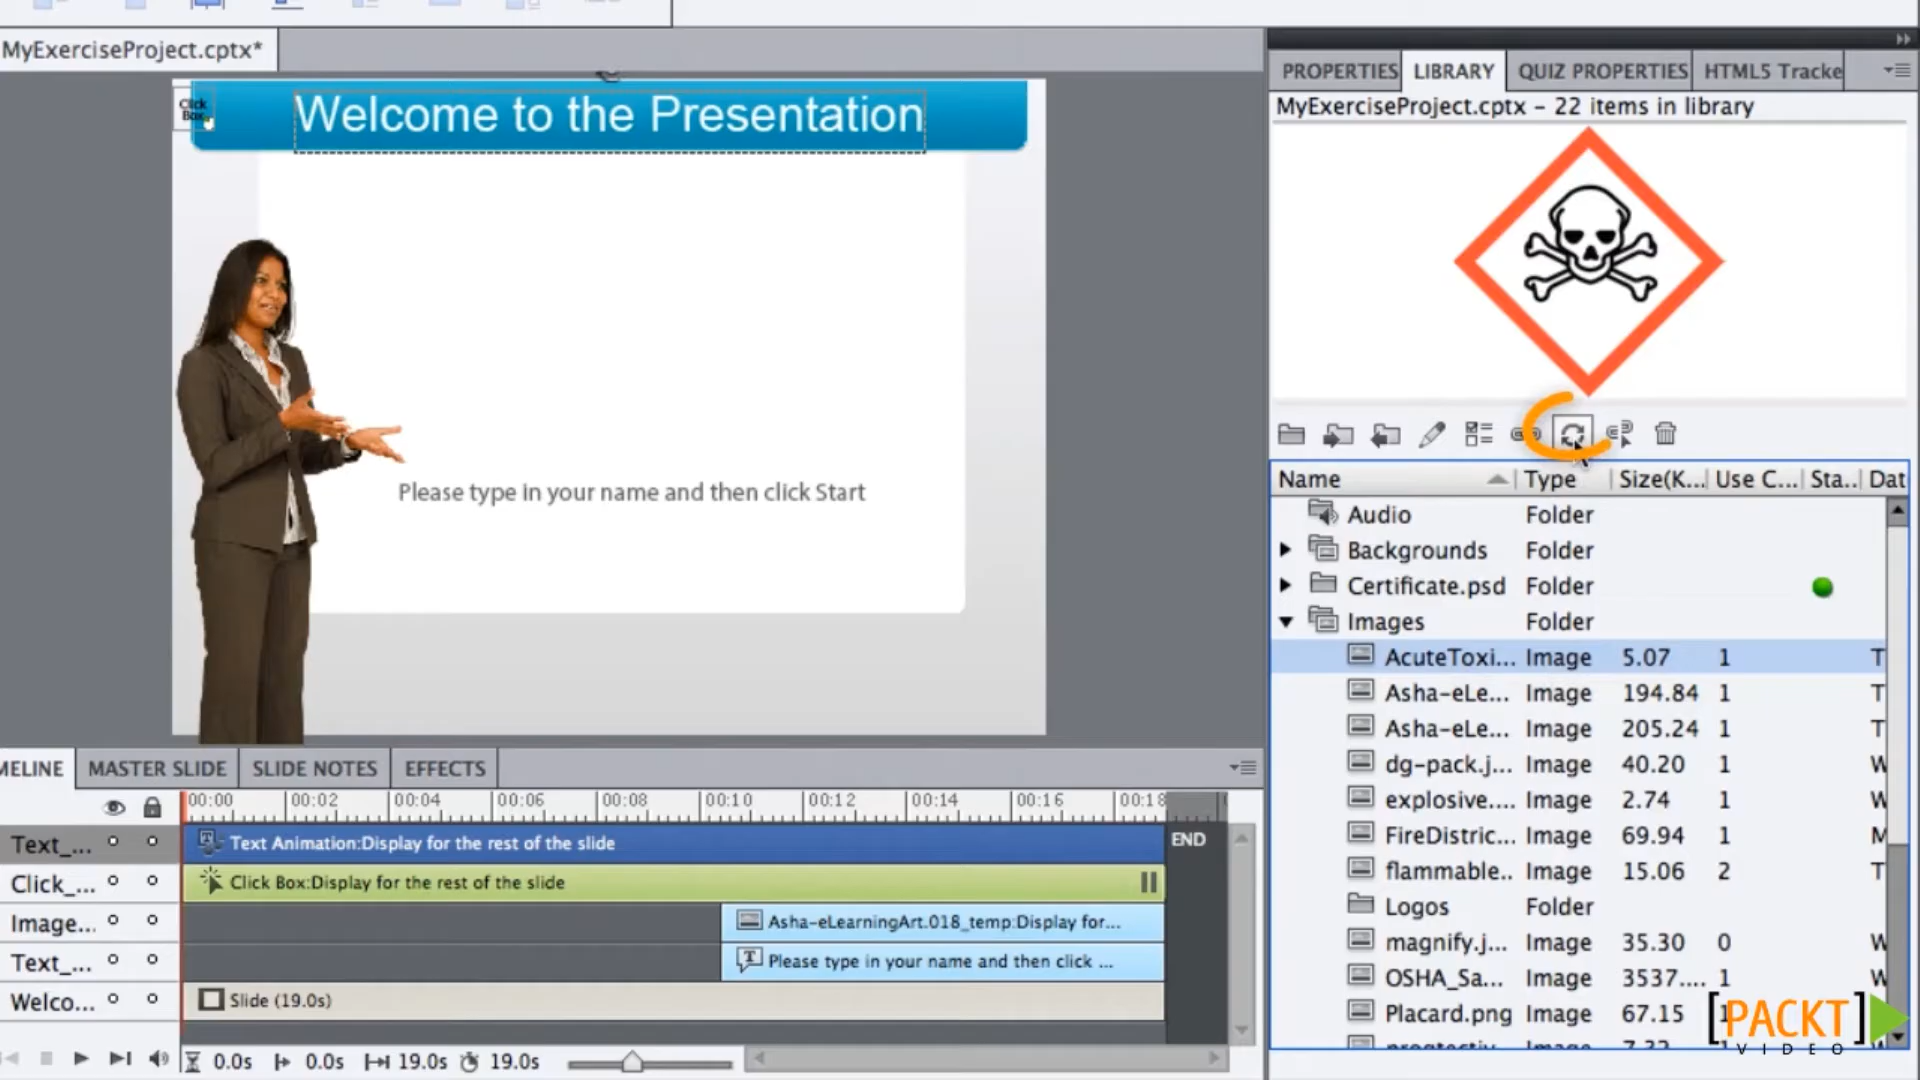 MyExerciseProject.cptx*
Click
Box
Welcome to the Presentation
Please type in your name and then click Start
PROPERTIES
LIBRARY
QUIZ PROPERTIES
HTML5 Tracke
MyExerciseProject.cptx - 22 items in library
Name Type Size(K... Use C... Sta... Dat
Audio Folder
Backgrounds Folder
Certificate.psd Folder
Images Folder
AcuteToxi... Image 5.07 1 T
Asha-eLe... Image 194.84 1 T
Asha-eLe... Image 205.24 1 T
dg-pack.j... Image 40.20 1 W
explosive.... Image 2.74 1 W
FireDistric... Image 69.94 1 M
flammable.. Image 15.06 2 T
Logos Folder
magnify.j... Image 35.30 0 W
OSHA_Sa... Image 3537.... 1 W
Placard.png Image 67.15 1
[PACKT]
VIDEO
MELINE
MASTER SLIDE
SLIDE NOTES
EFFECTS
00:00 00:02 00:04 00:06 00:08 00:10 00:12 00:14 00:16 00:18
Text_... Text Animation:Display for the rest of the slide END
Click_... Click Box:Display for the rest of the slide
Image... Asha-eLearningArt.018_temp:Display for...
Text_... Please type in your name and then click ...
Welco... Slide (19.0s)
0.0s 0.0s 19.0s 19.0s